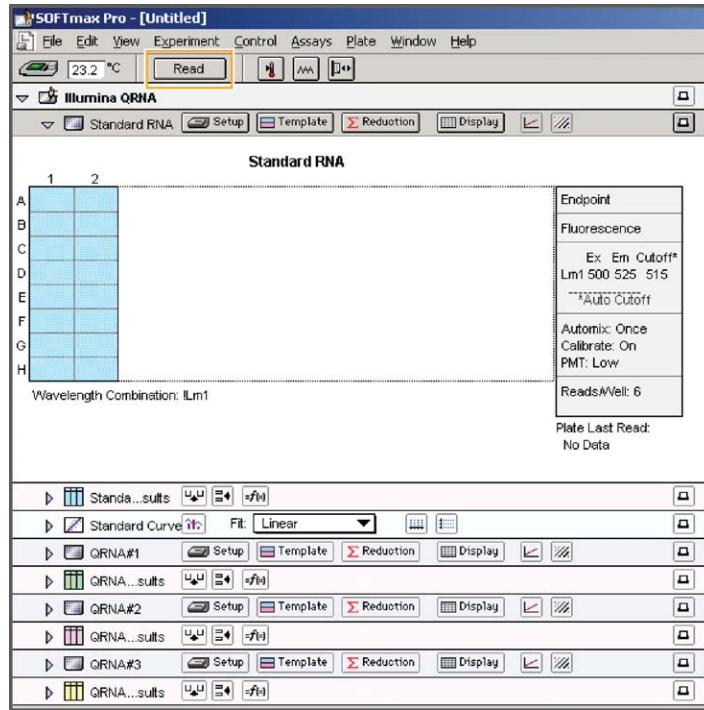 SOFTmax Pro - [Untitled]
File Edit View Experiment Control Assays Plate Window Help
23.2 °C Read
Illumina QRNA
Standard RNA Setup Template Reduction Display
Standard RNA
1 2
A
B
C
D
E
F
G
H
Endpoint
Fluorescence
Ex Em Cutoff*
Lm1 500 525 515
*Auto Cutoff
Automix: Once
Calibrate: On
PMT: Low
Reads/Well: 6
Wavelength Combination: !Lm1
Plate Last Read:
No Data
Standa...sults =f(x)
Standard Curve Fit: Linear
QRNA#1 Setup Template Reduction Display
QRNA...sults =f(x)
QRNA#2 Setup Template Reduction Display
QRNA...sults =f(x)
QRNA#3 Setup Template Reduction Display
QRNA...sults =f(x)